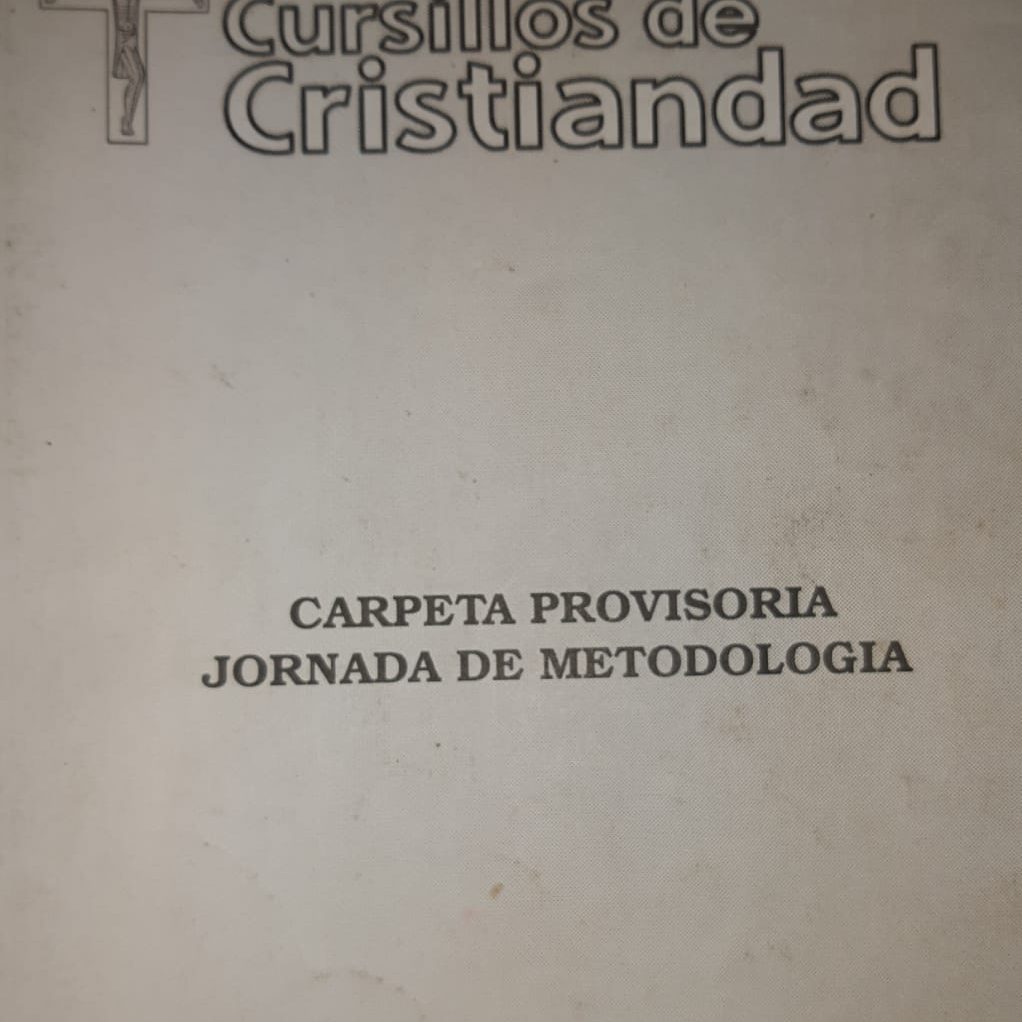 Cursillos de
Cristiandad
CARPETA PROVISORIA
JORNADA DE METODOLOGIA